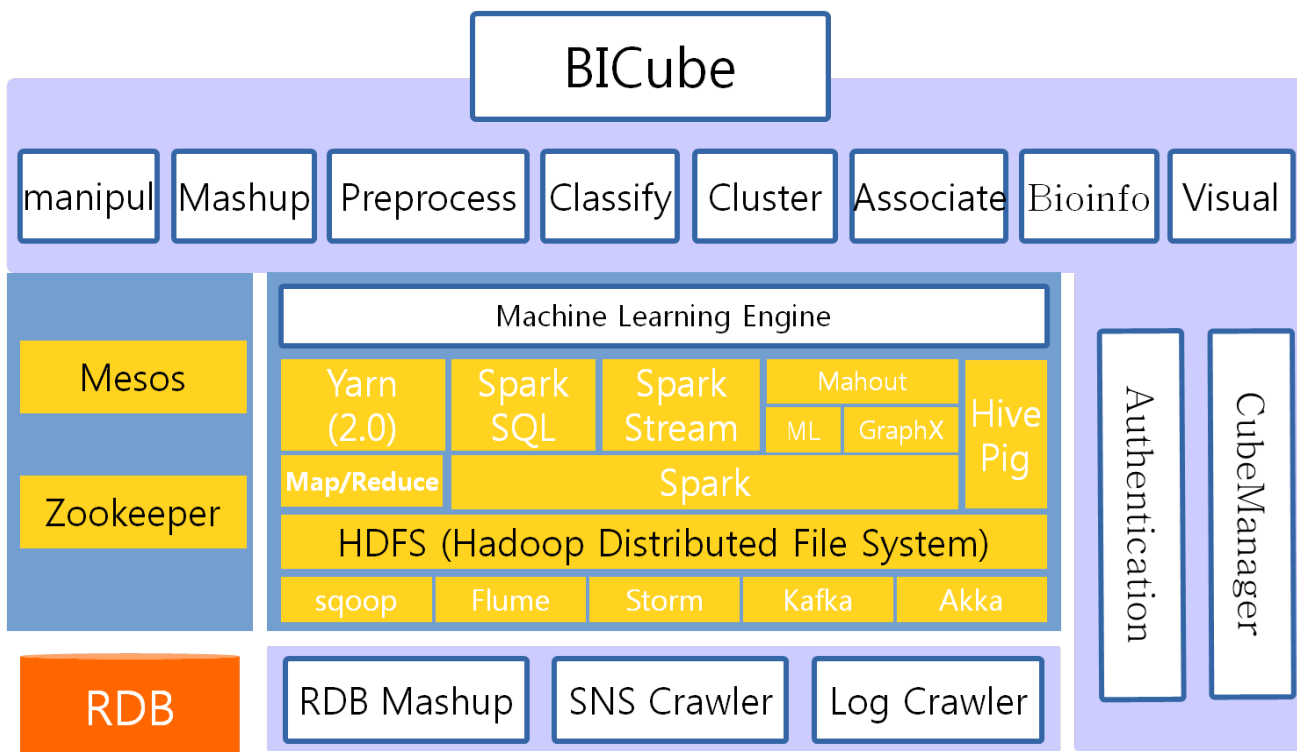 BICube
manipul
Mashup
Preprocess
Classify
Cluster
Associate
Bioinfo
Visual
Mesos
Zookeeper
RDB
Machine Learning Engine
Yarn
(2.0)
Spark
SQL
Spark
Stream
Mahout
ML
GraphX
Hive
Pig
Map/Reduce
Spark
HDFS (Hadoop Distributed File System)
sqoop
Flume
Storm
Kafka
Akka
RDB Mashup
SNS Crawler
Log Crawler
Authentication
CubeManager